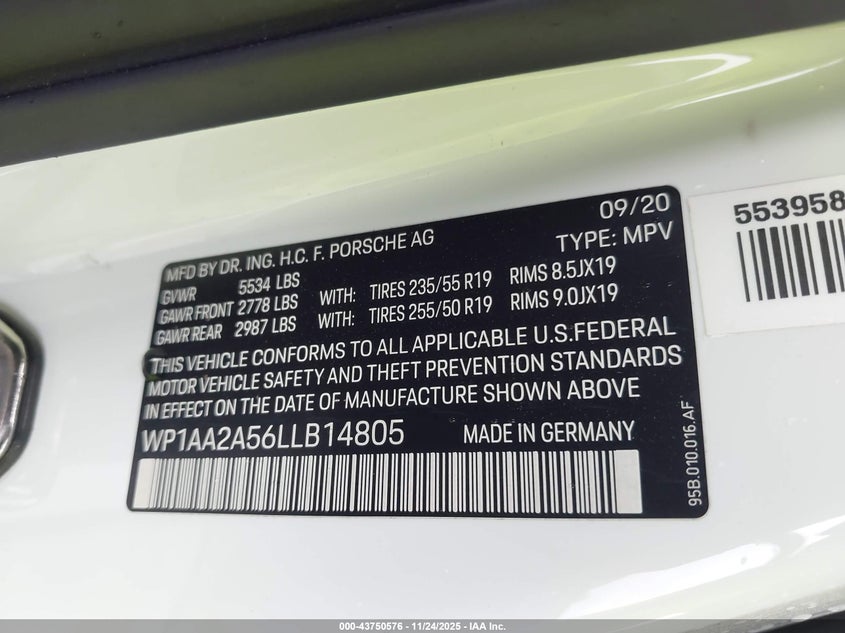 09/20
MFD BY DR. ING. H.C. F. PORSCHE AG TYPE: MPV
GVWR 5534 LBS
GAWR FRONT 2778 LBS WITH: TIRES 235/55 R19 RIMS 8.5JX19
GAWR REAR 2987 LBS WITH: TIRES 255/50 R19 RIMS 9.0JX19
THIS VEHICLE CONFORMS TO ALL APPLICABLE U.S.FEDERAL
MOTOR VEHICLE SAFETY AND THEFT PREVENTION STANDARDS
IN EFFECT ON THE DATE OF MANUFACTURE SHOWN ABOVE
WP1AA2A56LLB14805 MADE IN GERMANY
95B.010.016.AF
553958
000-43750576 - 11/24/2025 - IAA Inc.